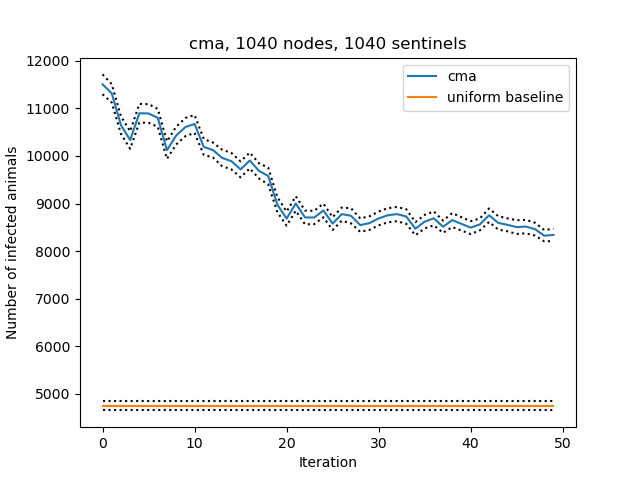 cma, 1040 nodes, 1040 sentinels
cma
uniform baseline
Number of infected animals
12000
11000
10000
9000
8000
7000
6000
5000
0 10 20 30 40 50
Iteration